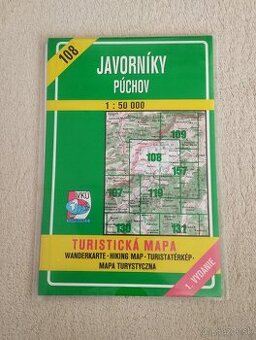 108
JAVORNÍKY
PÚCHOV
1 : 50 000
109
108
157
107
119
130
131
VKÚ
TURISTICKÁ MAPA
WANDERKARTE · HIKING MAP · TURISTATÉRKÉP ·
MAPA TURYSTYCZNA
1. VYDANIE